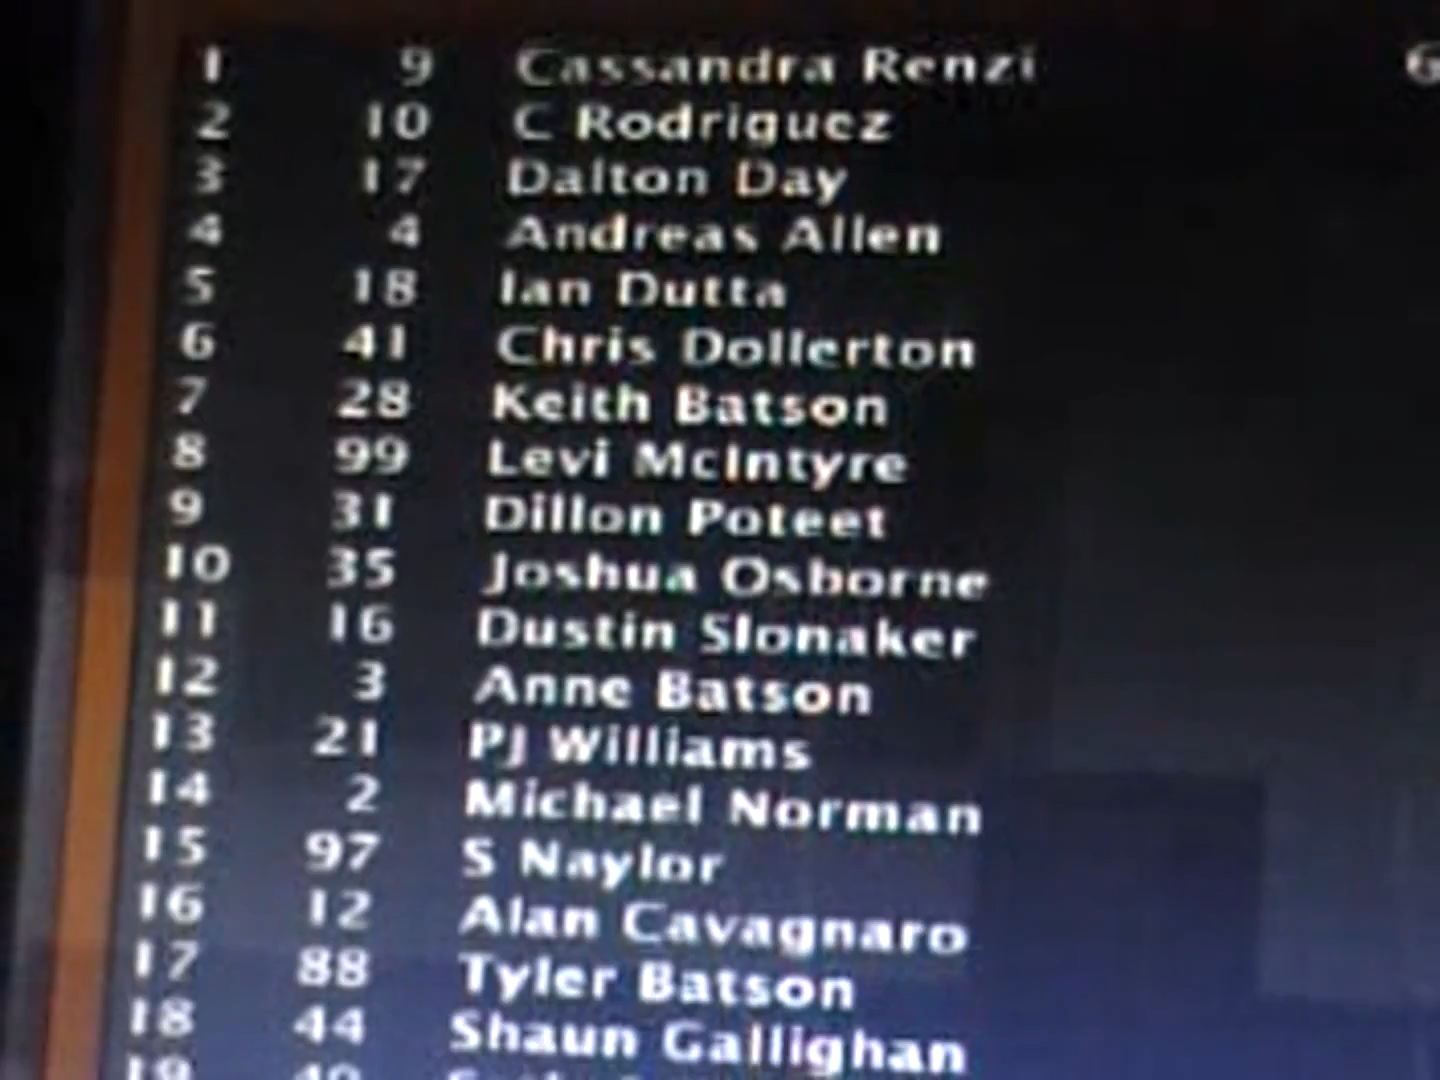 1 9 Cassandra Renzi 6
2 10 C Rodriguez
3 17 Dalton Day
4 4 Andreas Allen
5 18 Ian Dutta
6 41 Chris Dollerton
7 28 Keith Batson
8 99 Levi McIntyre
9 31 Dillon Poteet
10 35 Joshua Osborne
11 16 Dustin Slonaker
12 3 Anne Batson
13 21 PJ Williams
14 2 Michael Norman
15 97 S Naylor
16 12 Alan Cavagnaro
17 88 Tyler Batson
18 44 Shaun Gallighan
19